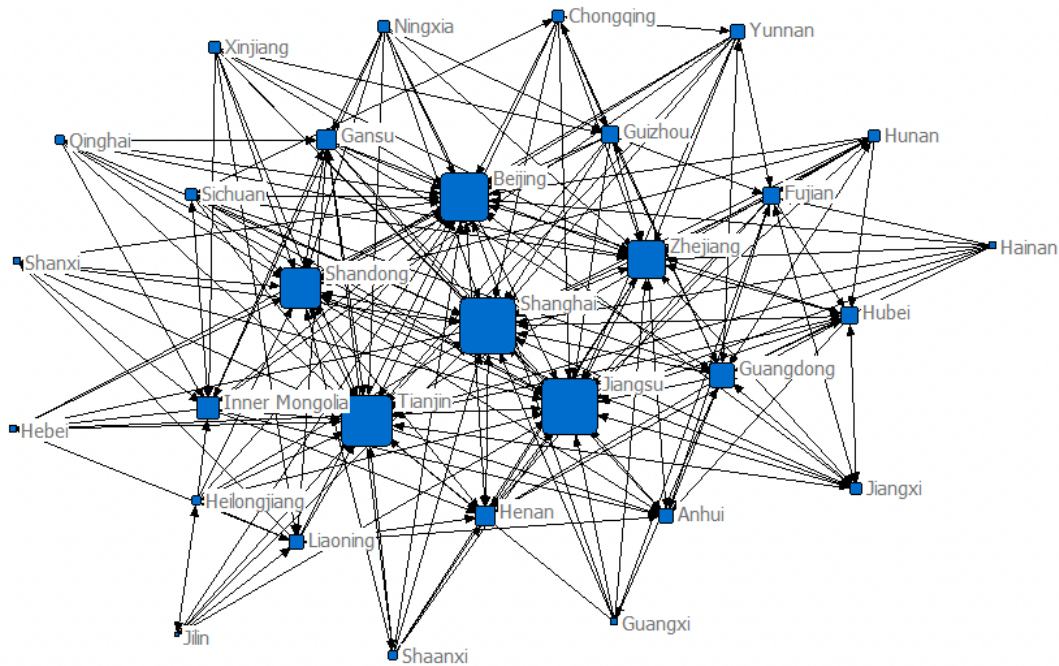 Chongqing
Ningxia
Yunnan
Xinjiang
Guizhou
Gansu
Qinghai
Hunan
Beijing
Sichuan
Fujian
Zhejiang
Hainan
Shanxi
Shandong
Shanghai
Hubei
Guangdong
Jiangsu
Inner Mongolia
Tianjin
Hebei
Jiangxi
Heilongjiang
Henan
Anhui
Liaoning
Guangxi
Jilin
Shaanxi